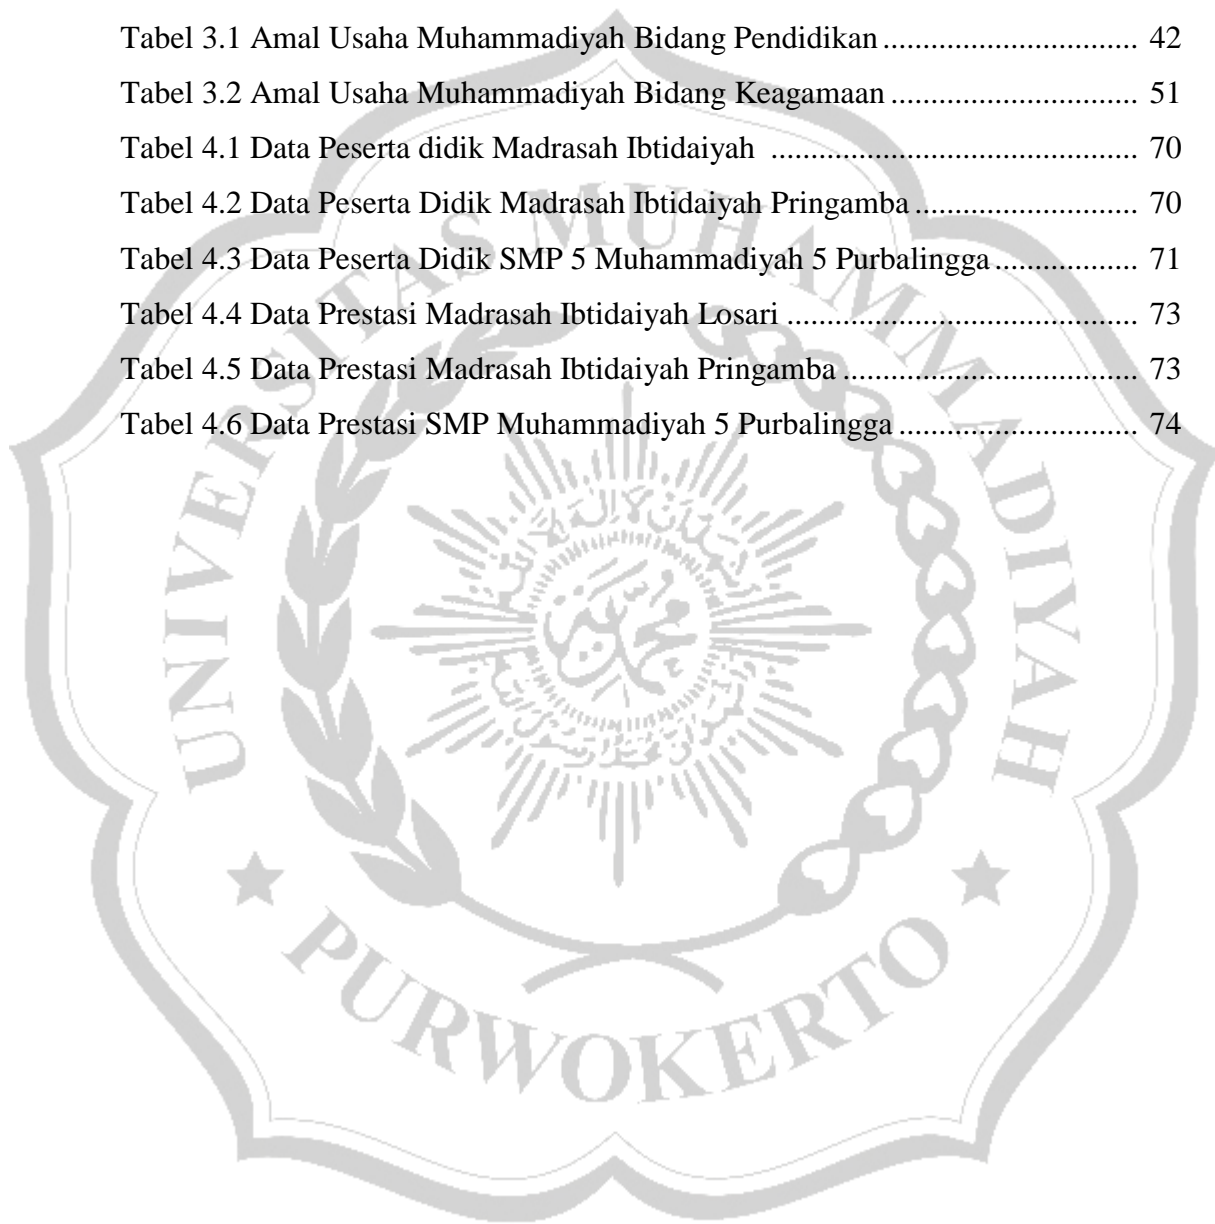 Tabel 3.1 Amal Usaha Muhammadiyah Bidang Pendidikan ........................... 42
Tabel 3.2 Amal Usaha Muhammadiyah Bidang Keagamaan .......................... 51
Tabel 4.1 Data Peserta didik Madrasah Ibtidaiyah ....................................... 70
Tabel 4.2 Data Peserta Didik Madrasah Ibtidaiyah Pringamba ........................ 70
Tabel 4.3 Data Peserta Didik SMP 5 Muhammadiyah 5 Purbalingga ................. 71
Tabel 4.4 Data Prestasi Madrasah Ibtidaiyah Losari ..................................... 73
Tabel 4.5 Data Prestasi Madrasah Ibtidaiyah Pringamba ................................ 73
Tabel 4.6 Data Prestasi SMP Muhammadiyah 5 Purbalingga .......................... 74
UNIVERSITAS MUHAMMADIYAH
PURWOKERTO